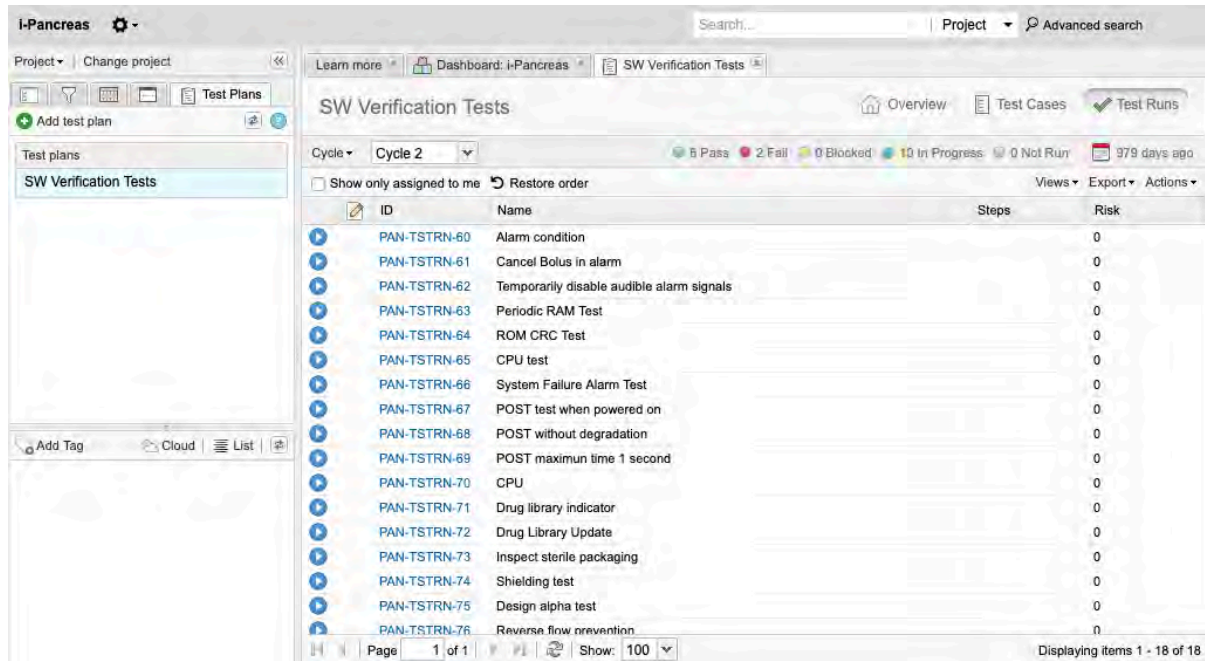 i-Pancreas
Search... Project Advanced search
Project Change project
Learn more Dashboard: i-Pancreas SW Verification Tests
Test Plans
Add test plan
Test plans
SW Verification Tests
Add Tag Cloud List
SW Verification Tests Overview Test Cases Test Runs
Cycle Cycle 2 6 Pass 2 Fail 0 Blocked 10 In Progress 0 Not Run 979 days ago
Show only assigned to me Restore order Views Export Actions
ID Name Steps Risk
PAN-TSTRN-60 Alarm condition 0
PAN-TSTRN-61 Cancel Bolus in alarm 0
PAN-TSTRN-62 Temporarily disable audible alarm signals 0
PAN-TSTRN-63 Periodic RAM Test 0
PAN-TSTRN-64 ROM CRC Test 0
PAN-TSTRN-65 CPU test 0
PAN-TSTRN-66 System Failure Alarm Test 0
PAN-TSTRN-67 POST test when powered on 0
PAN-TSTRN-68 POST without degradation 0
PAN-TSTRN-69 POST maximun time 1 second 0
PAN-TSTRN-70 CPU 0
PAN-TSTRN-71 Drug library indicator 0
PAN-TSTRN-72 Drug Library Update 0
PAN-TSTRN-73 Inspect sterile packaging 0
PAN-TSTRN-74 Shielding test 0
PAN-TSTRN-75 Design alpha test 0
PAN-TSTRN-76 Reverse flow prevention 0
Page 1 of 1 Show: 100 Displaying items 1 - 18 of 18